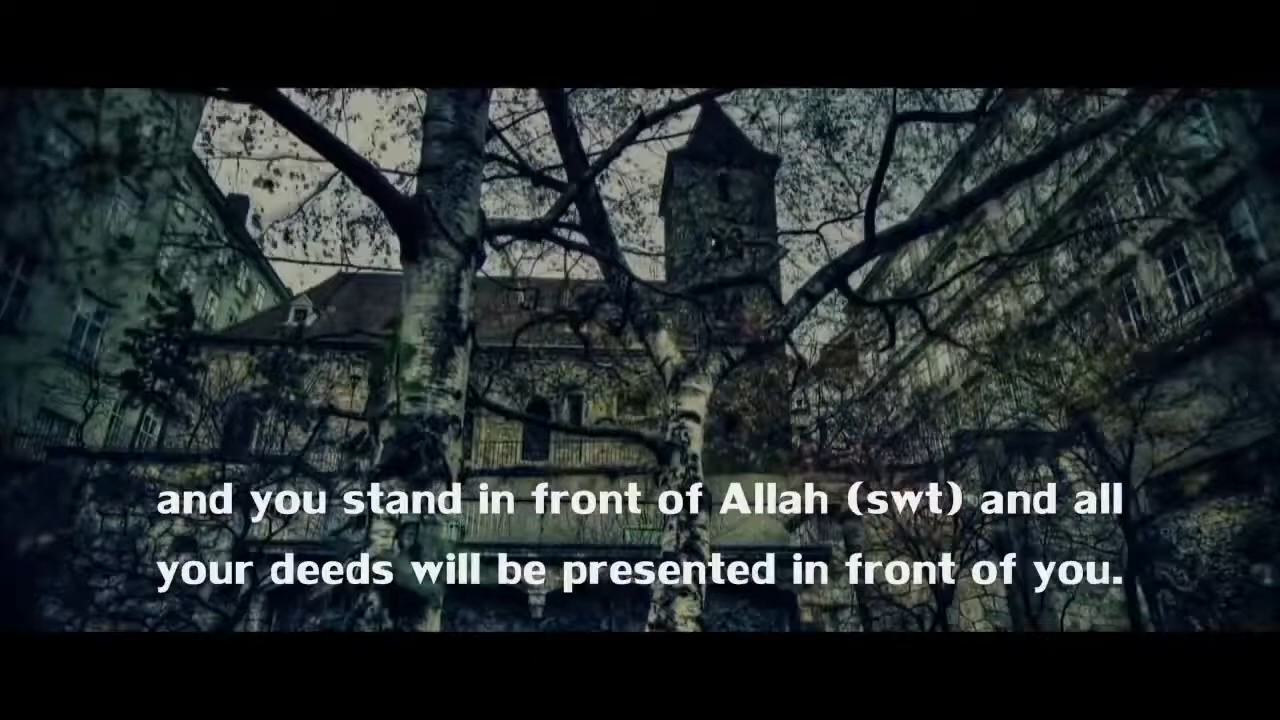 and you stand in front of Allah (swt) and all
your deeds will be presented in front of you.